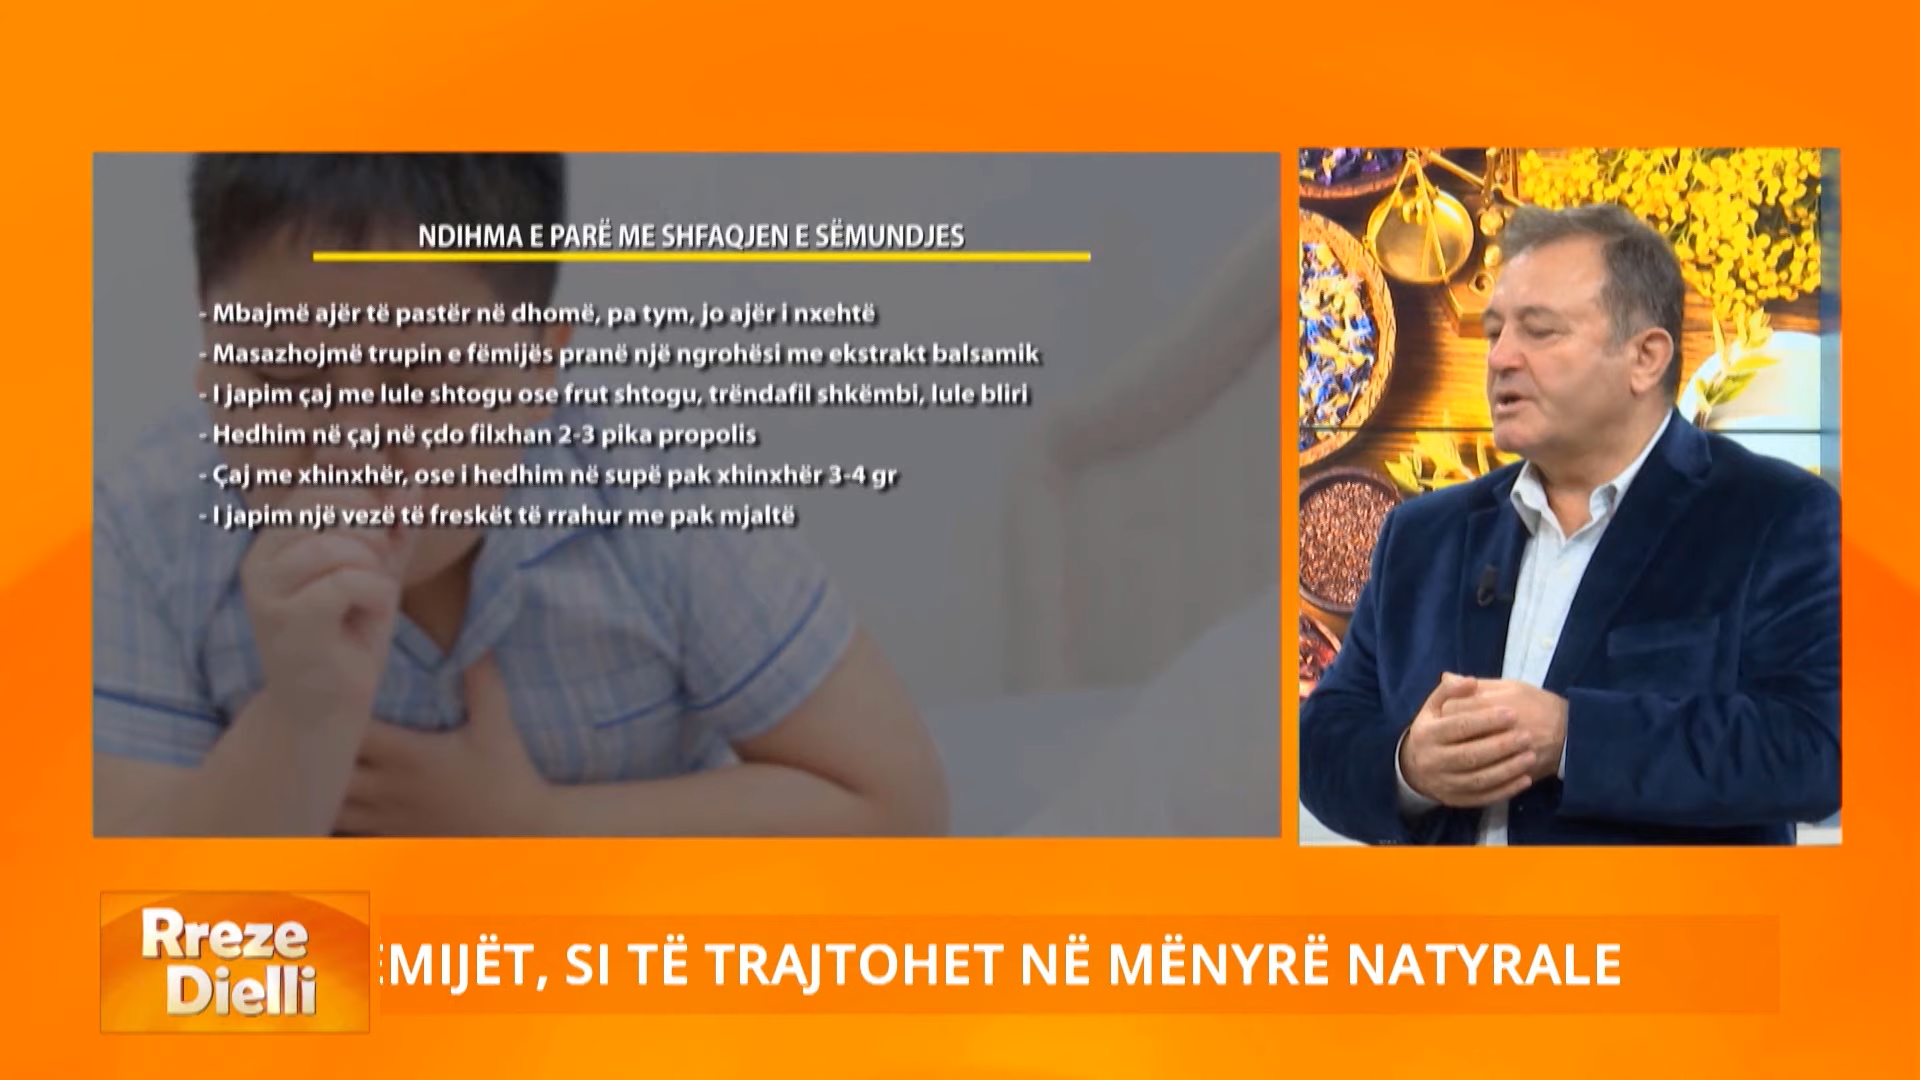 NDIHMA E PARË ME SHFAQJEN E SËMUNDJES
- Mbajmë ajër të pastër në dhomë, pa tym, jo ajër i nxehtë
- Masazhojmë trupin e fëmijës pranë një ngrohësi me ekstrakt balsamik
- I japim çaj me lule shtogu ose frut shtogu, trëndafil shkëmbi, lule bliri
- Hedhim në çaj në çdo filxhan 2-3 pika propolis
- Çaj me xhinxhër, ose i hedhim në supë pak xhinxhër 3-4 gr
- I japim një vezë të freskët të rrahur me pak mjaltë
Rreze
Dielli
EMIJËT, SI TË TRAJTOHET NË MËNYRË NATYRALE